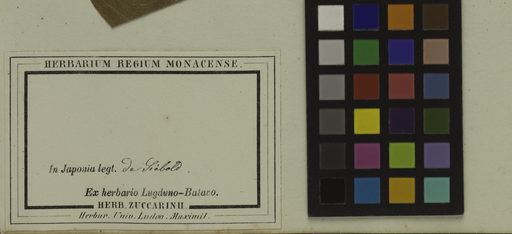 HERBARIUM REGIUM MONACENSE.
In Japonia legt. de Siebold.
Ex herbario Lugduno-Batavo.
HERB. ZUCCARINII.
Herbar. Univ. Ludov. Maximil.